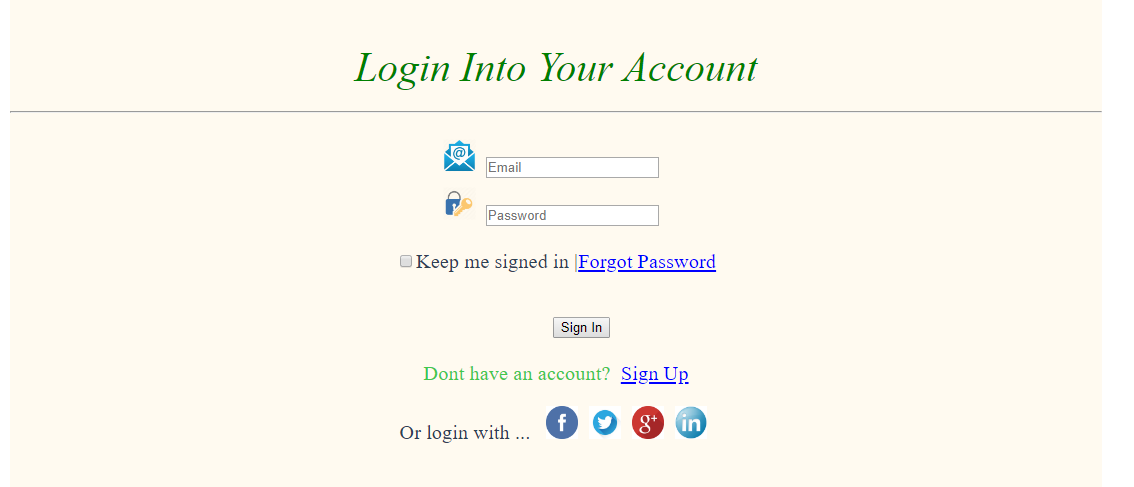 Login Into Your Account
@
Email
Password
Keep me signed in |Forgot Password
Sign In
Dont have an account? Sign Up
Or login with ... f g+ in